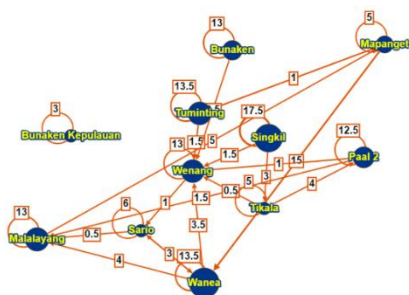 13
5
Bunaken
Mapanget
13.5
1
3
Tuminting
.5
17.5
Bunaken Kepulauan
Singkil
12.5
13
1.5
5
1.5
1
15
Paal 2
Wenang
3
0.5
5
4
1.5
Tikala
13
6
1
Malalayang
0.5
Sario
3.5
3
13.5
4
Wanea